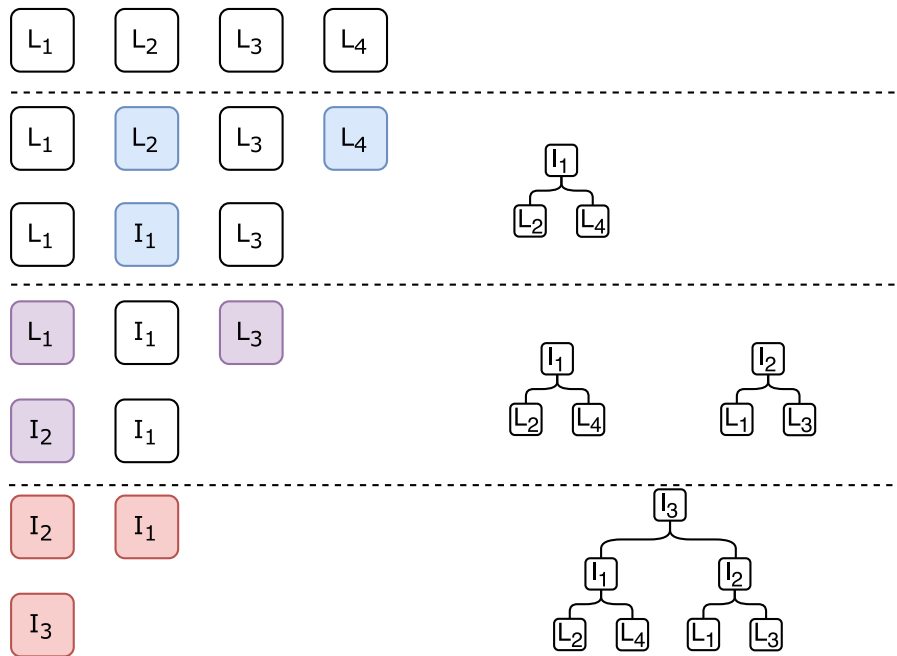 L₁ L₂ L₃ L₄
L₁ L₂ L₃ L₄
I₁
L₂ L₄
L₁ I₁ L₃
L₁ I₁ L₃
I₁ I₂
L₂ L₄ L₁ L₃
I₂ I₁
I₃
I₂ I₁
I₁ I₂
I₃
L₂ L₄ L₁ L₃